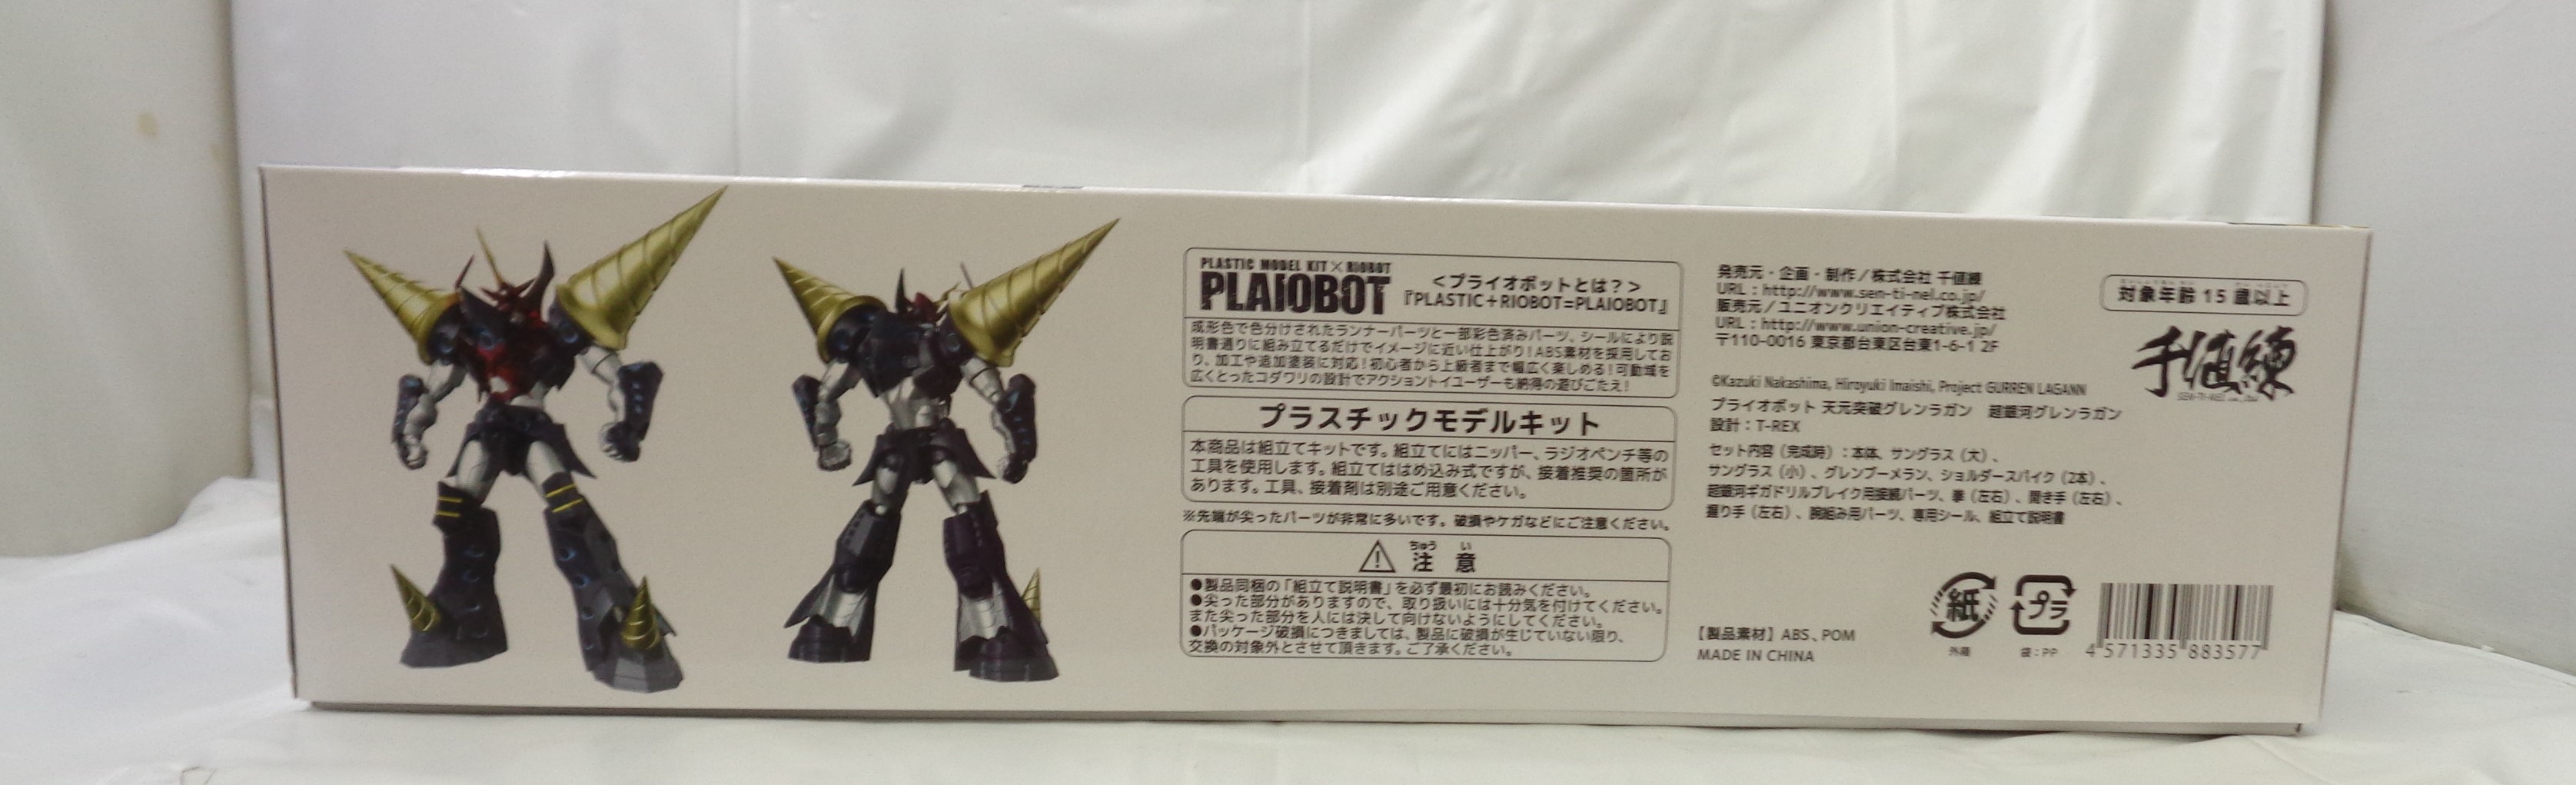 PLASTIC MODEL KIT×RIOBOT
PLAIOBOT
＜プライオボットとは？＞
『PLASTIC＋RIOBOT=PLAIOBOT』
成形色で色分けされたランナーパーツと一部彩色済みパーツ、シールにより説
明書通りに組み立てるだけでイメージに近い仕上がり！ABS素材を採用してお
り、加工や追加塗装に対応！初心者から上級者まで幅広く楽しめる！可動域を
広くとったコダワリの設計でアクショントイユーザーも納得の遊びごたえ！
プラスチックモデルキット
本商品は組立てキットです。組立てにはニッパー、ラジオペンチ等の
工具を使用します。組立てははめ込み式ですが、接着推奨の箇所が
あります。工具、接着剤は別途ご用意ください。
※先端が尖ったパーツが非常に多いです。破損やケガなどにご注意ください。
ちゅう い
注意
●製品同梱の「組立て説明書」を必ず最初にお読みください。
●尖った部分がありますので、取り扱いには十分気を付けてください。
また尖った部分を人には決して向けないようにしてください。
●パッケージ破損につきましては、製品に破損が生じていない限り、
交換の対象外とさせて頂きます。ご了承ください。
発売元・企画・制作／株式会社 千値練
URL：http://www.sen-ti-nel.co.jp/
販売元／ユニオンクリエイティブ株式会社
URL：http://www.union-creative.jp/
〒110-0016 東京都台東区台東1-6-1 2F
©Kazuki Nakashima, Hiroyuki Imaishi, Project GURREN LAGANN
プライオボット 天元突破グレンラガン 超銀河グレンラガン
設計：T-REX
セット内容（完成時）：本体、サングラス（大）、
サングラス（小）、グレンブーメラン、ショルダースパイク（2本）、
超銀河ギガドリルブレイク用接続パーツ、拳（左右）、開き手（左右）、
握り手（左右）、腕組み用パーツ、専用シール、組立て説明書
【製品素材】ABS、POM
MADE IN CHINA
対象年齢 15 歳以上
千値練
紙
外箱
プラ
袋：PP
4 571335 883577